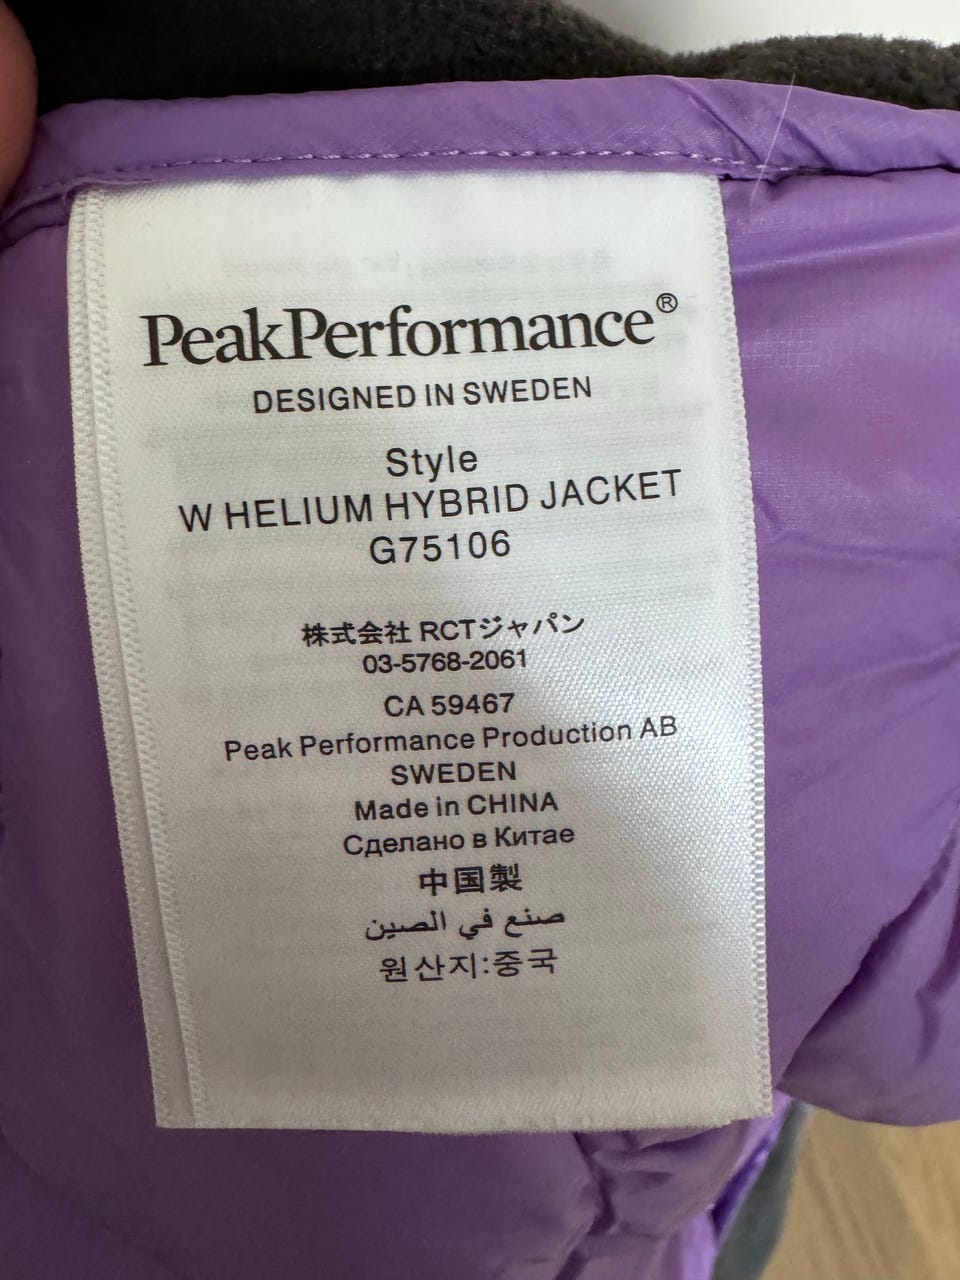 PeakPerformance®
DESIGNED IN SWEDEN
Style
W HELIUM HYBRID JACKET
G75106
株式会社 RCTジャパン
03-5768-2061
CA 59467
Peak Performance Production AB
SWEDEN
Made in CHINA
Сделано в Китае
中国製
صنع في الصين
원산지:중국